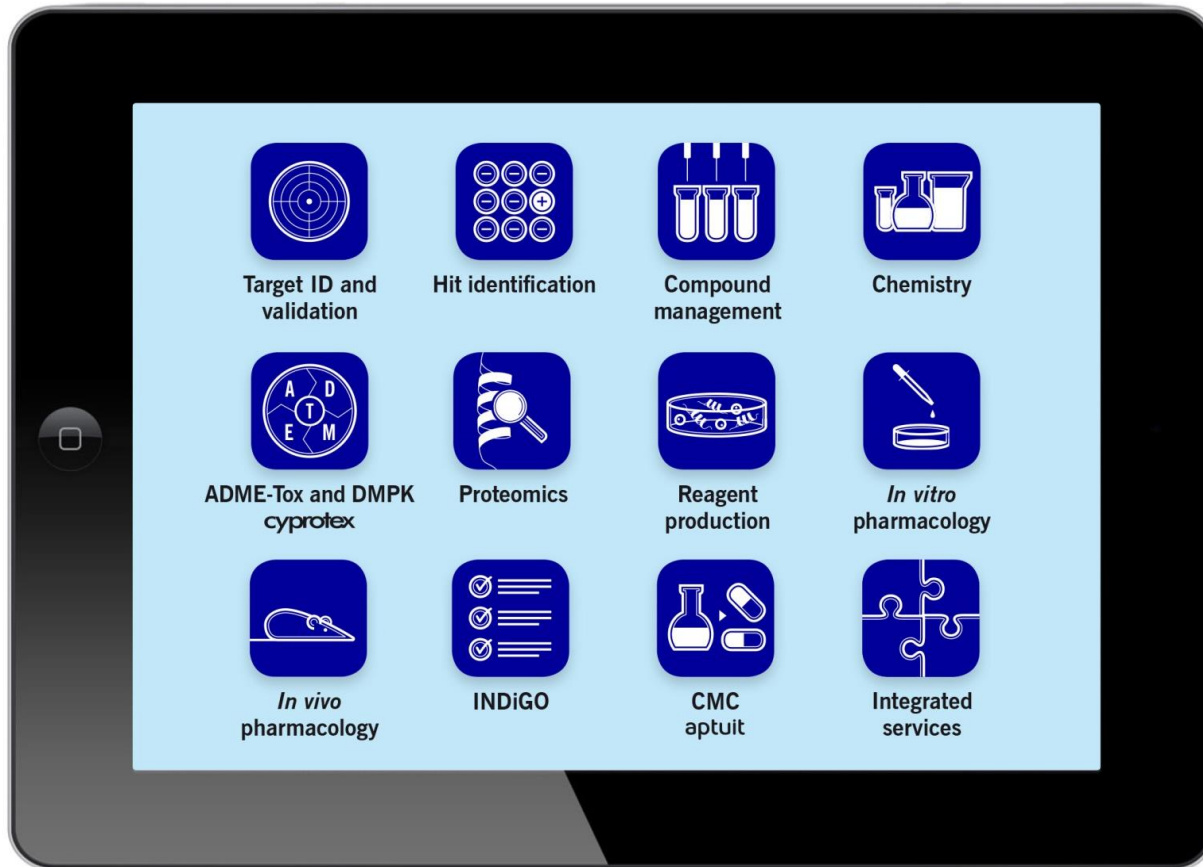 Target ID and
validation
Hit identification
Compound
management
Chemistry
A D
T
E M
ADME-Tox and DMPK
cyprotex
Proteomics
Reagent
production
In vitro
pharmacology
In vivo
pharmacology
INDiGO
CMC
aptuit
Integrated
services